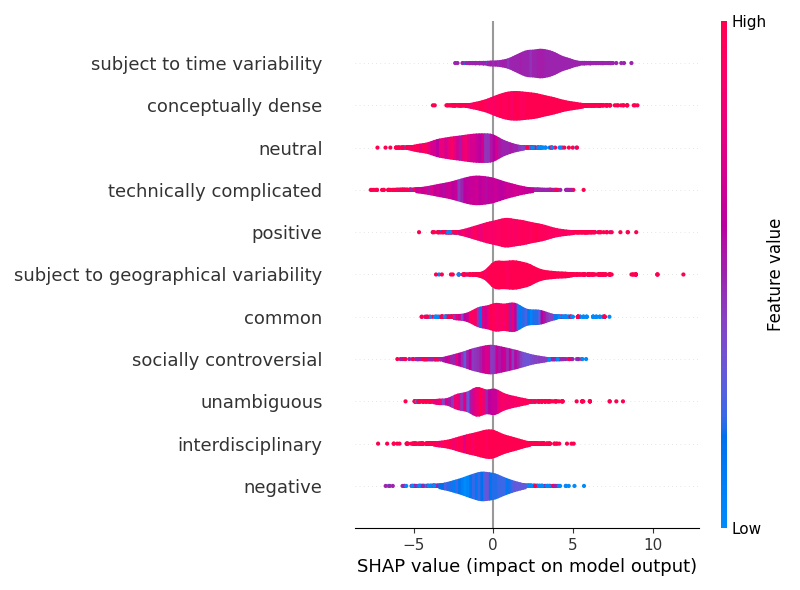 High
subject to time variability
conceptually dense
neutral
technically complicated
positive
subject to geographical variability
common
socially controversial
unambiguous
interdisciplinary
negative
Feature value
Low
−5 0 5 10
SHAP value (impact on model output)